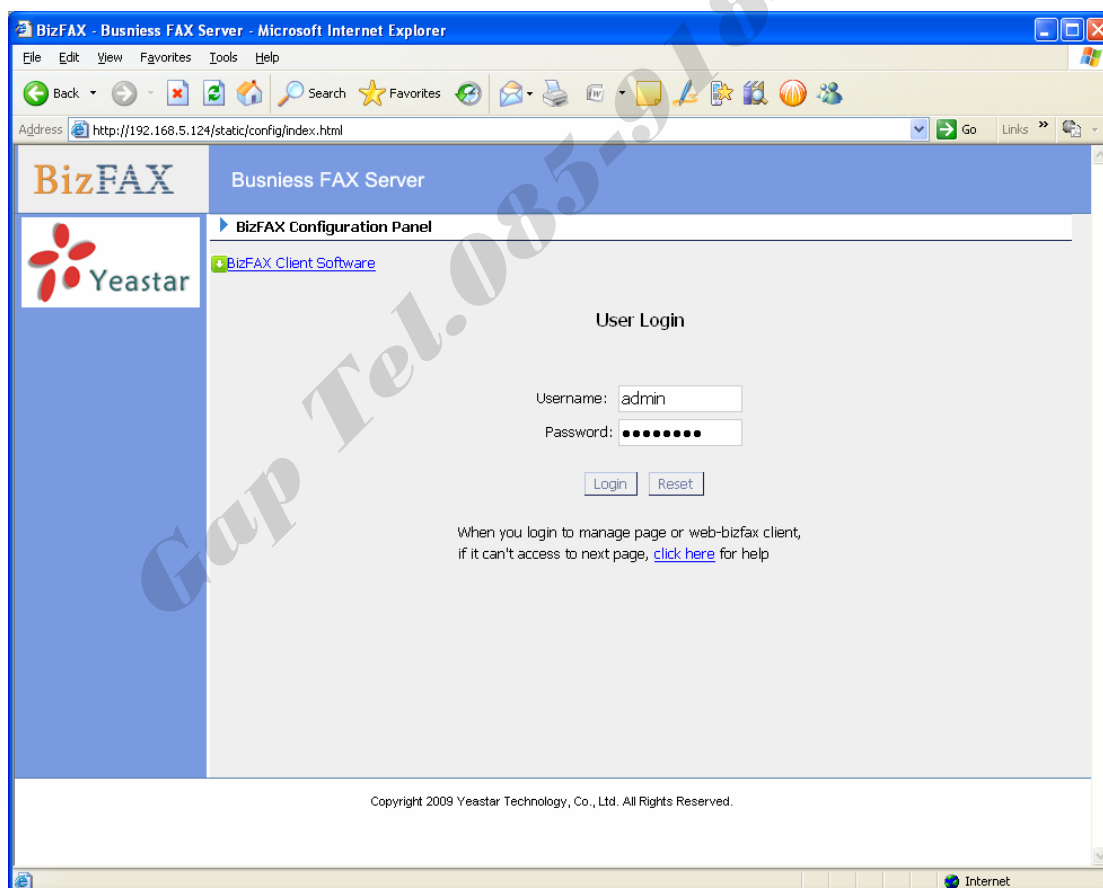 BizFAX - Busniess FAX Server - Microsoft Internet Explorer
File Edit View Favorites Tools Help
Back Search Favorites
Address http://192.168.5.124/static/config/index.html Go Links »
BizFAX Busniess FAX Server
Yeastar
BizFAX Configuration Panel
BizFAX Client Software
User Login
Username: admin
Password: ●●●●●●●●
Login Reset
When you login to manage page or web-bizfax client,
if it can't access to next page, click here for help
Copyright 2009 Yeastar Technology, Co., Ltd. All Rights Reserved.
Internet
Gap Tel.085-918